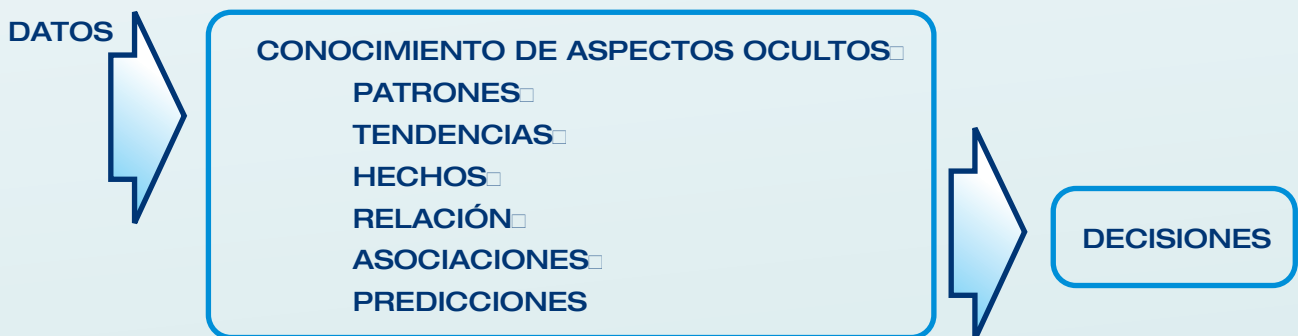 DATOS
CONOCIMIENTO DE ASPECTOS OCULTOS
PATRONES
TENDENCIAS
HECHOS
RELACIÓN
ASOCIACIONES
PREDICCIONES
DECISIONES